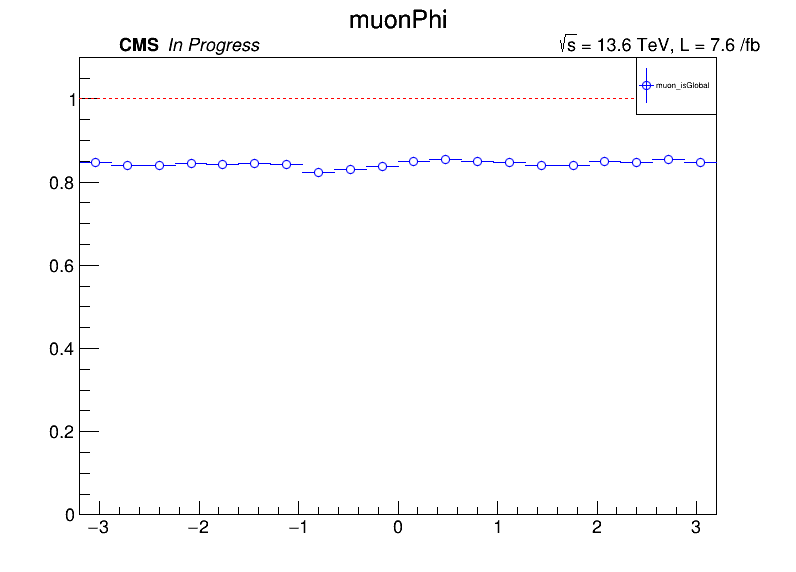 muonPhi
CMS In Progress
√s = 13.6 TeV, L = 7.6 /fb
muon_isGlobal
1
0.8
0.6
0.4
0.2
0
−3 −2 −1 0 1 2 3